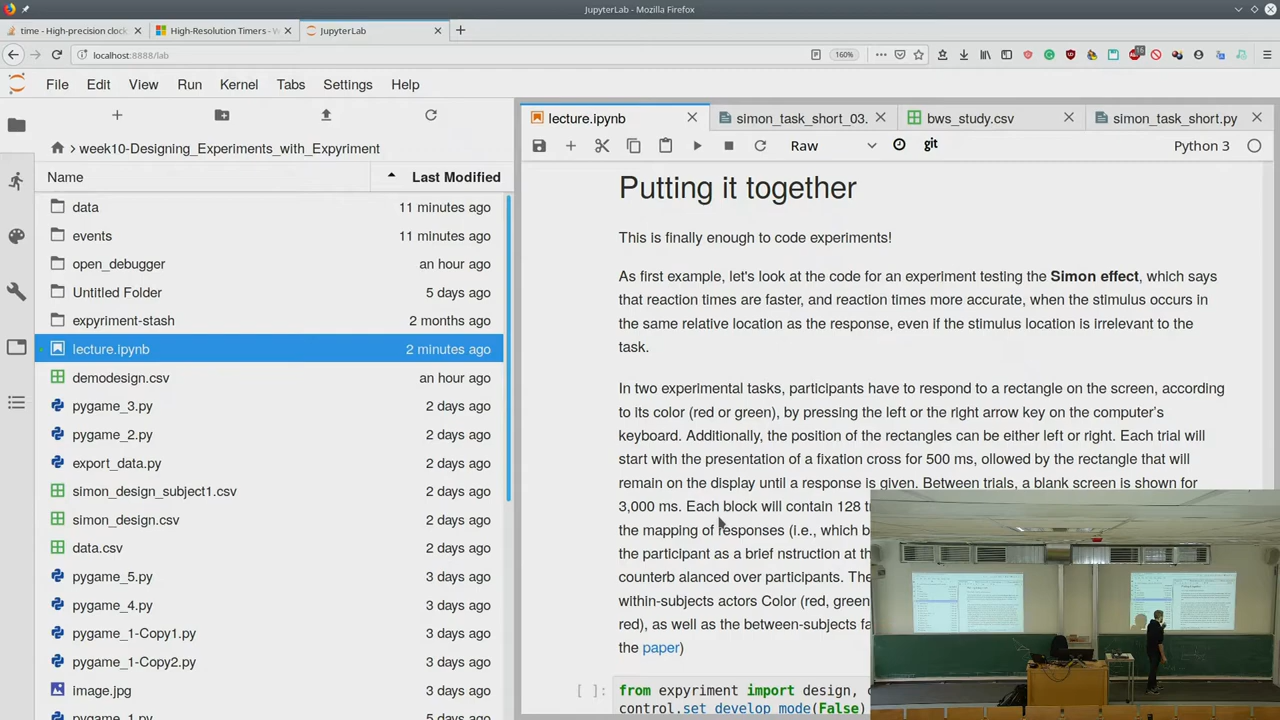 JupyterLab - Mozilla Firefox
time - High-precision clock
High-Resolution Timers - W
JupyterLab
localhost:8888/lab
160%
16
File Edit View Run Kernel Tabs Settings Help
lecture.ipynb
simon_task_short_03.
bws_study.csv
simon_task_short.py
Raw
git
Python 3
week10-Designing_Experiments_with_Expyriment
Name Last Modified
data 11 minutes ago
events 11 minutes ago
open_debugger an hour ago
Untitled Folder 5 days ago
expyriment-stash 2 months ago
lecture.ipynb 2 minutes ago
demodesign.csv an hour ago
pygame_3.py 2 days ago
pygame_2.py 2 days ago
export_data.py 2 days ago
simon_design_subject1.csv 2 days ago
simon_design.csv 2 days ago
data.csv 2 days ago
pygame_5.py 3 days ago
pygame_4.py 3 days ago
pygame_1-Copy1.py 3 days ago
pygame_1-Copy2.py 3 days ago
image.jpg 3 days ago
pygame_1.py 5 days ago
Putting it together
This is finally enough to code experiments!
As first example, let's look at the code for an experiment testing the Simon effect, which says
that reaction times are faster, and reaction times more accurate, when the stimulus occurs in
the same relative location as the response, even if the stimulus location is irrelevant to the
task.
In two experimental tasks, participants have to respond to a rectangle on the screen, according
to its color (red or green), by pressing the left or the right arrow key on the computer's
keyboard. Additionally, the position of the rectangles can be either left or right. Each trial will
start with the presentation of a fixation cross for 500 ms, ollowed by the rectangle that will
remain on the display until a response is given. Between trials, a blank screen is shown for
3,000 ms. Each block will contain 128 t
the mapping of responses (i.e., which b
the participant as a brief nstruction at th
counterb alanced over participants. The
within-subjects actors Color (red, green
red), as well as the between-subjects fa
the paper)
[ ]: from expyriment import design, c
control.set_develop_mode(False)